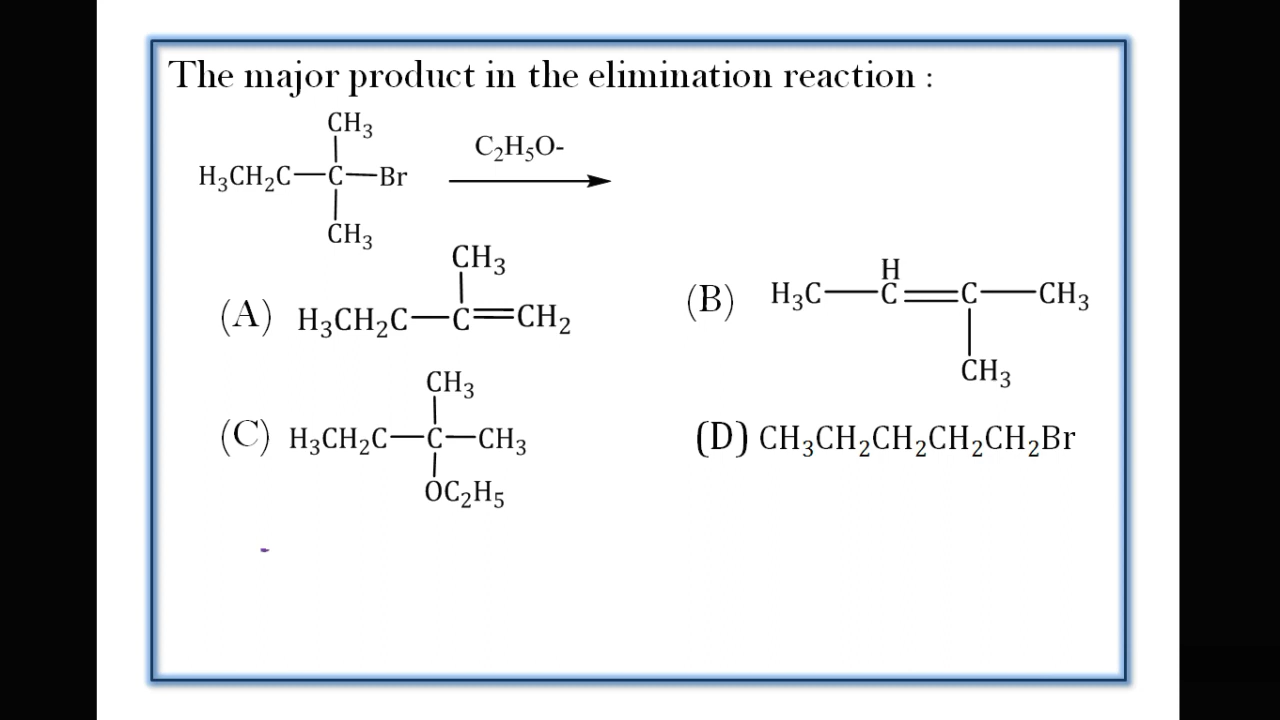 The major product in the elimination reaction :
CH₃
H₃CH₂C—C—Br
C₂H₅O-
CH₃
(A) H₃CH₂C—C=CH₂
CH₃
(B) H₃C—C=C—CH₃
H
CH₃
(C) H₃CH₂C—C—CH₃
CH₃
OC₂H₅
(D) CH₃CH₂CH₂CH₂CH₂Br